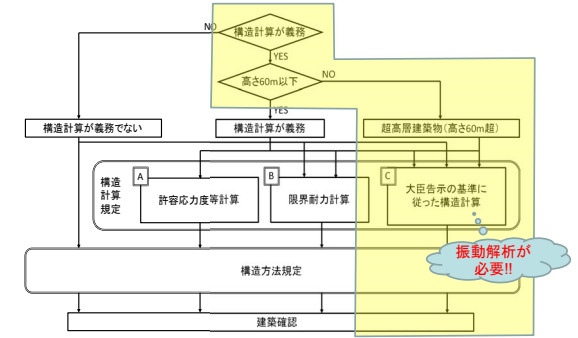 構造計算が義務
NO
YES
高さ60m以下
NO
YES
構造計算が義務でない
構造計算が義務
超高層建築物(高さ60m超)
構造
計算
規定
A
許容応力度等計算
B
限界耐力計算
C
大臣告示の基準に
従った構造計算
振動解析が
必要!!
構造方法規定
建築確認